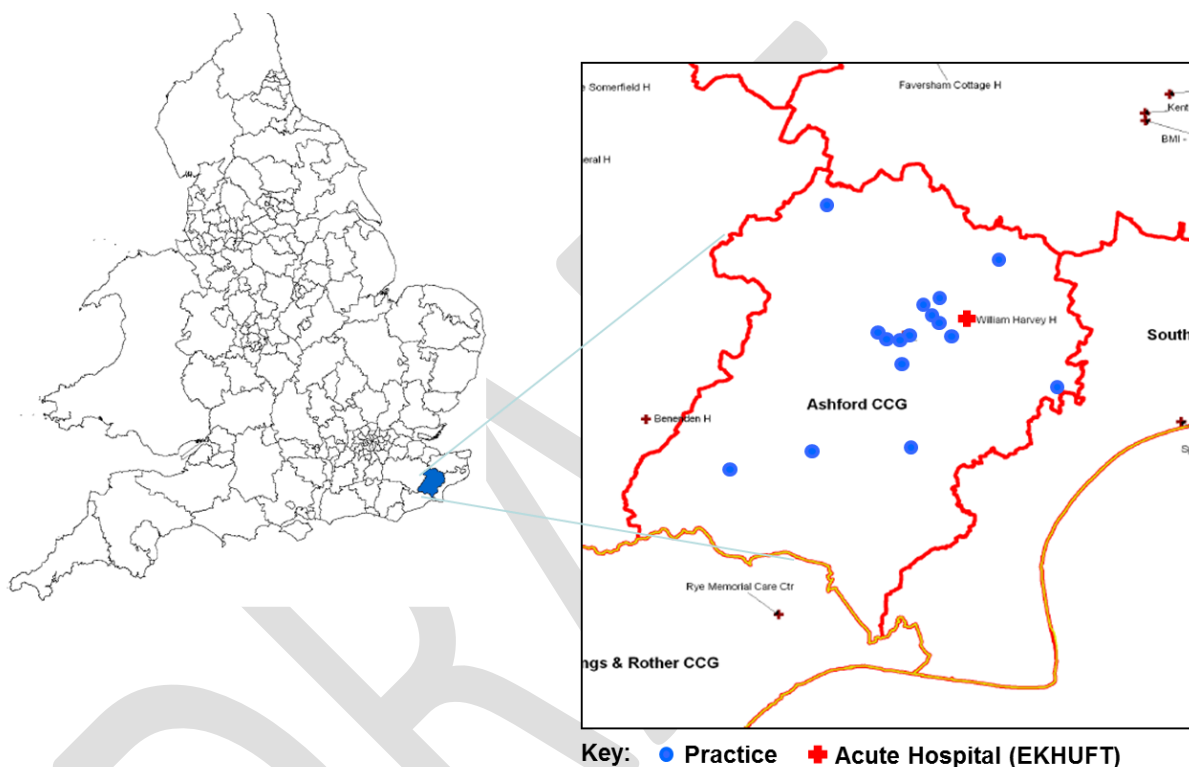 e Somerfield H
Faversham Cottage H
Kent
BMI -
eral H
William Harvey H
South
Ashford CCG
Benenden H
Sp
Rye Memorial Care Ctr
ngs & Rother CCG
Key: Practice Acute Hospital (EKHUFT)